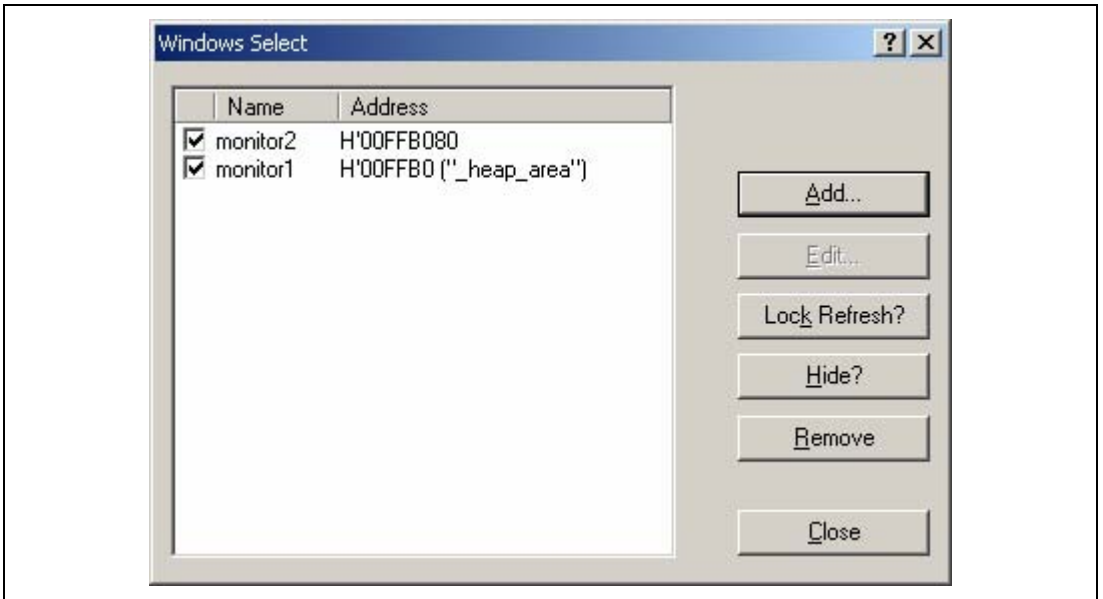 Windows Select
Name Address
monitor2 H'00FFB080
monitor1 H'00FFB0 ("_heap_area")
Add...
Edit...
Lock Refresh?
Hide?
Remove
Close